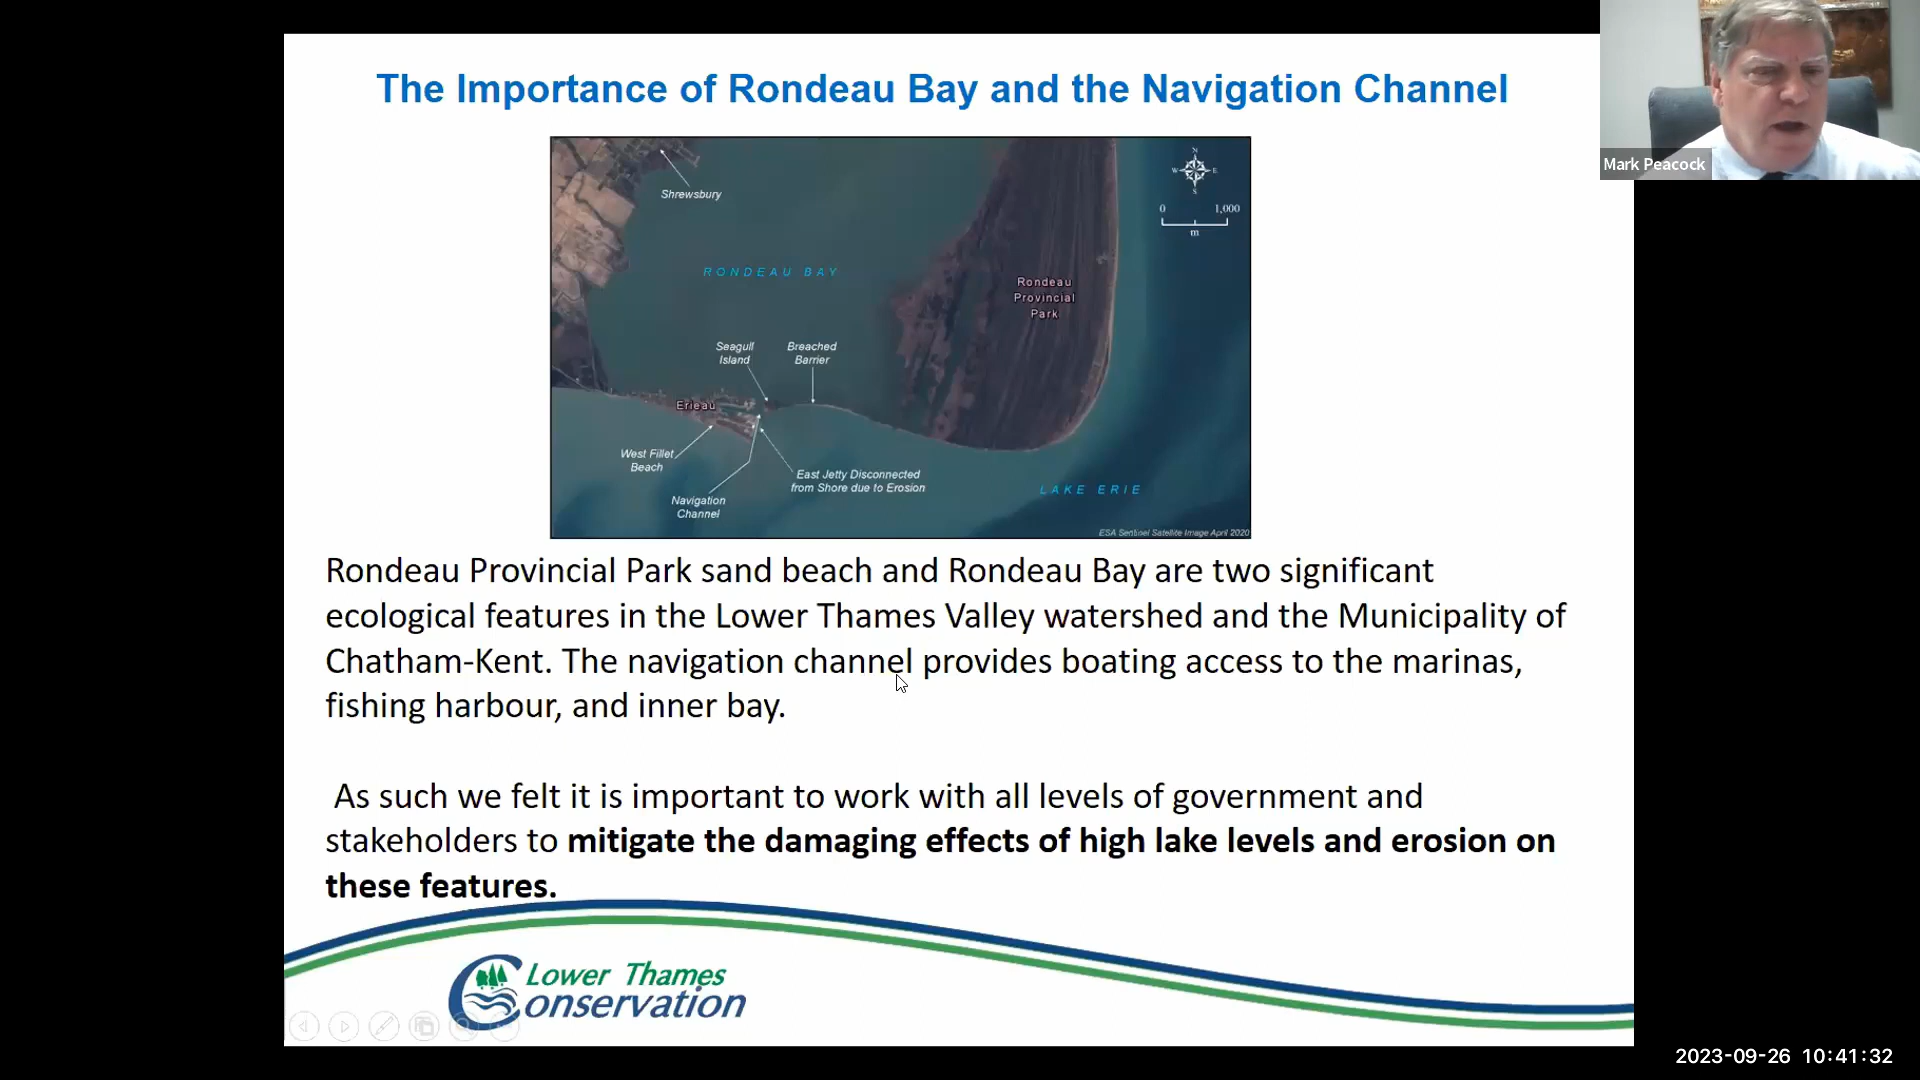 The Importance of Rondeau Bay and the Navigation Channel
Mark Peacock
Shrewsbury
N
W E
S
0 1,000
m
RONDEAU BAY
Rondeau
Provincial
Park
Seagull
Island
Breached
Barrier
Erieau
West Fillet
Beach
East Jetty Disconnected
from Shore due to Erosion
Navigation
Channel
LAKE ERIE
ESA Sentinel Satellite Image April 2020
Rondeau Provincial Park sand beach and Rondeau Bay are two significant
ecological features in the Lower Thames Valley watershed and the Municipality of
Chatham-Kent. The navigation channel provides boating access to the marinas,
fishing harbour, and inner bay.
As such we felt it is important to work with all levels of government and
stakeholders to mitigate the damaging effects of high lake levels and erosion on
these features.
Lower Thames
Conservation
2023-09-26 10:41:32